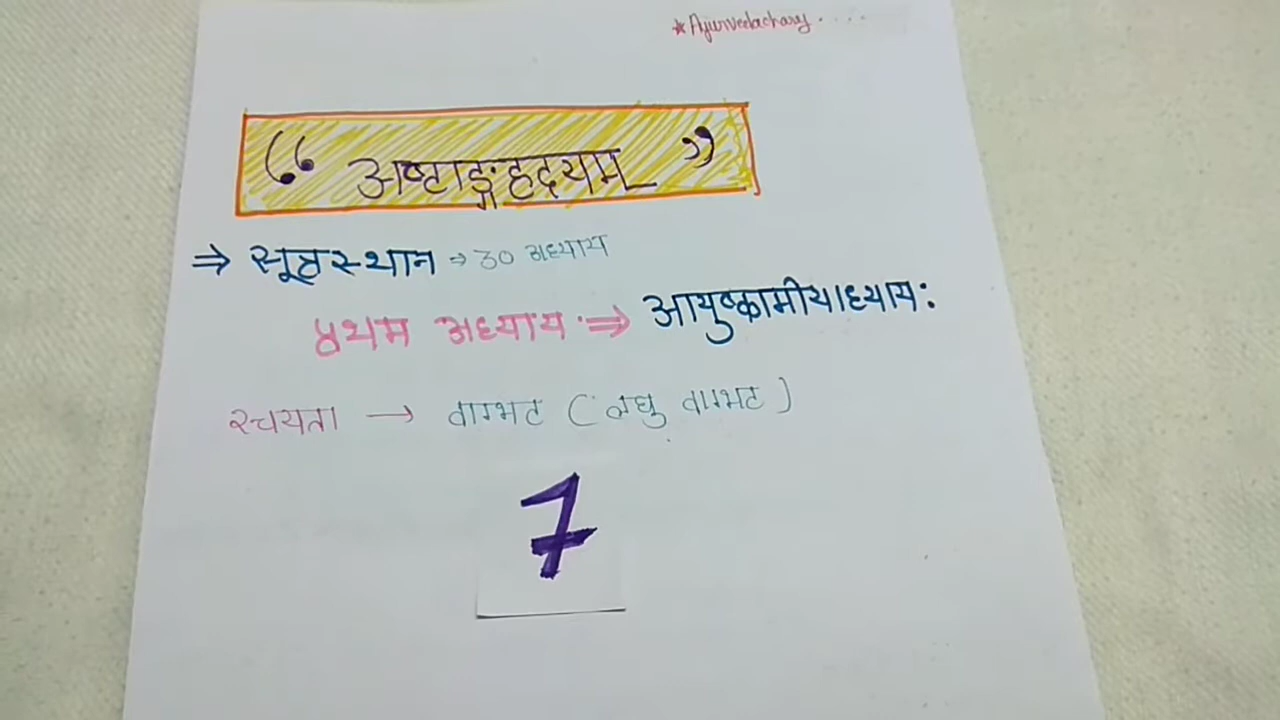 ★Ayurvedachary.....
“अष्टाङ्गहृदयम्”
⇒ सूत्रस्थान → 30 अध्याय
प्रथम अध्याय ⇒ आयुष्कामीयाध्याय:
रचयता → वाग्भट (लघु वाग्भट)
7